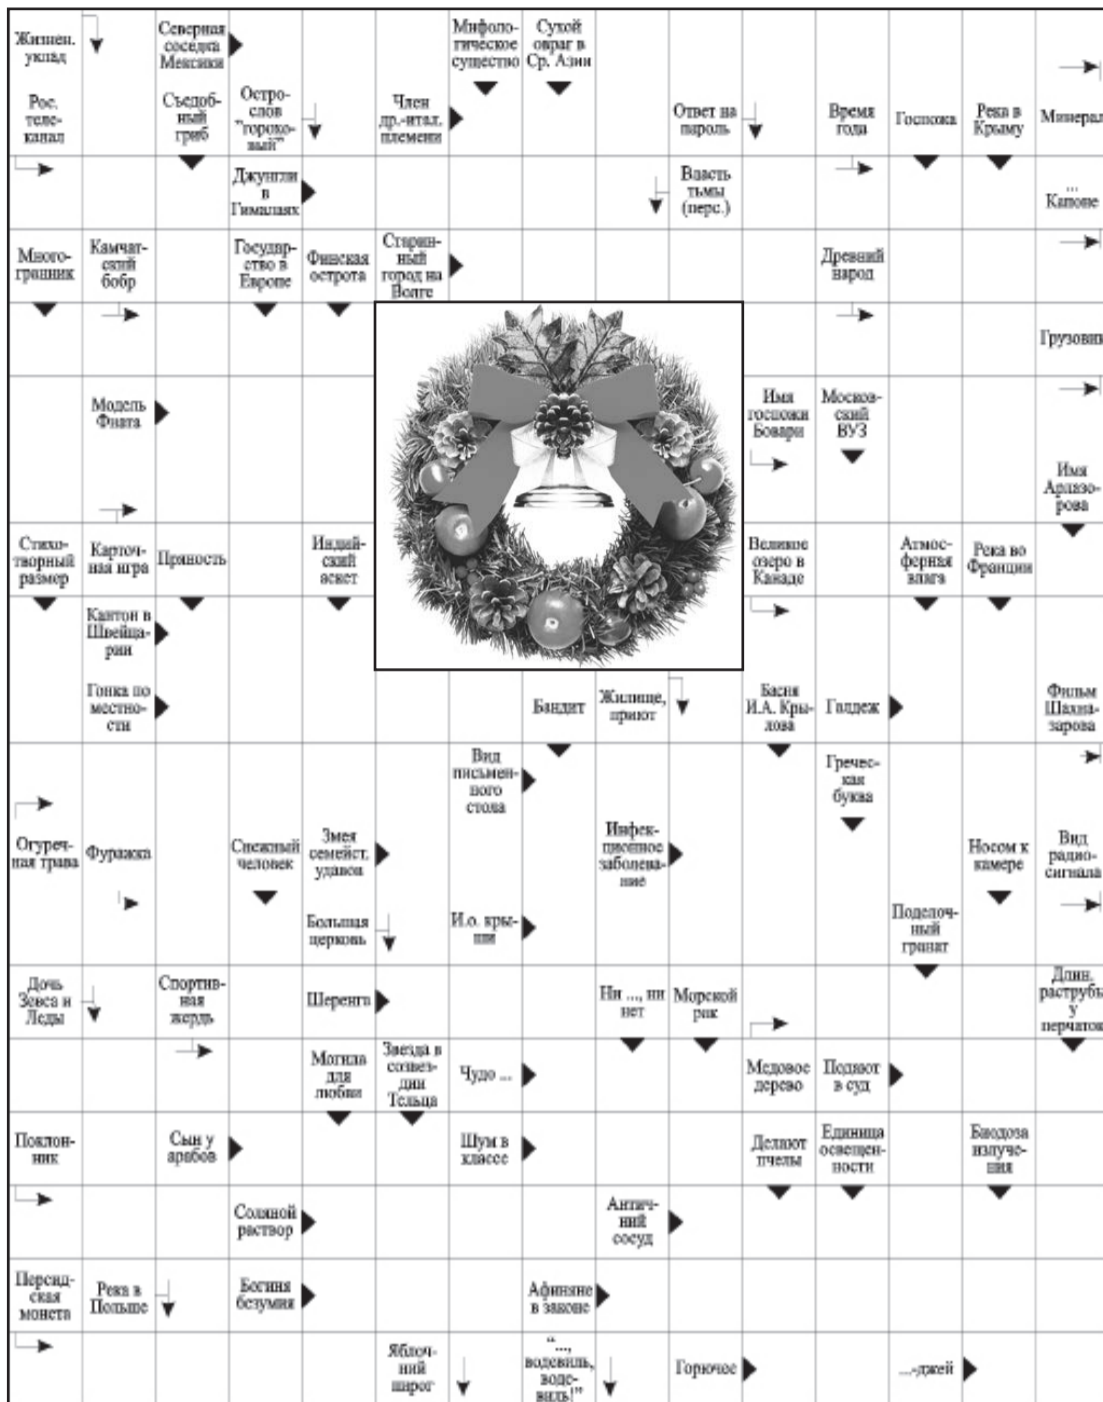 Жизнен.
уклад
Северная
соседка
Мексики
Мифоло-
гическое
существо
Сухой
овраг в
Ср. Азии
Рос.
теле-
канал
Съедоб-
ный
гриб
Остро-
слов
"горохо-
вый"
Член
др.-итал.
племени
Ответ на
пароль
Время
года
Госпожа
Река в
Крыму
Минерал
Джунгли
в
Гималаях
Власть
тьмы
(перс.)
...
Капоне
Много-
гранник
Камчат-
ский
бобр
Государ-
ство в
Европе
Финская
острота
Старин-
ный
город на
Волге
Древний
народ
Грузовик
Модель
Фиата
Имя
госпожи
Бовари
Москов-
ский
ВУЗ
Имя
Арлазо-
рова
Стихо-
творный
размер
Карточ-
ная игра
Пряность
Индий-
ский
аскет
Великое
озеро в
Канаде
Атмос-
ферная
влага
Река во
Франции
Кантон в
Швейца-
рии
Гонка по
местно-
сти
Бандит
Жилище,
приют
Басня
И.А. Кры-
лова
Галдеж
Фильм
Шахна-
зарова
Вид
письмен-
ного
стола
Гречес-
кая
буква
Огуреч-
ная трава
Фуражка
Снежный
человек
Змея
семейст.
удавов
Инфек-
ционное
заболева-
ние
Носом к
камере
Вид
радио-
сигнала
Большая
церковь
И.о. кры-
ши
Поделоч-
ный
гранат
Дочь
Зевса и
Леды
Спортив-
ная
жердь
Шеренга
Ни ..., ни
нет
Морской
рак
Длин.
раструбы
у
перчаток
Могила
для
любви
Звезда в
созвез-
дии
Тельца
Чудо ...
Медовое
дерево
Подают
в суд
Поклон-
ник
Сын у
арабов
Шум в
классе
Делают
пчелы
Единица
освещен-
ности
Биодоза
излуче-
ния
Соляной
раствор
Антич-
ний
сосуд
Персид-
ская
монета
Река в
Польше
Богиня
безумия
Афиняне
в законе
Яблоч-
ний
пирог
"...,
водевиль,
воде-
виль!"
Горючее
...-джей